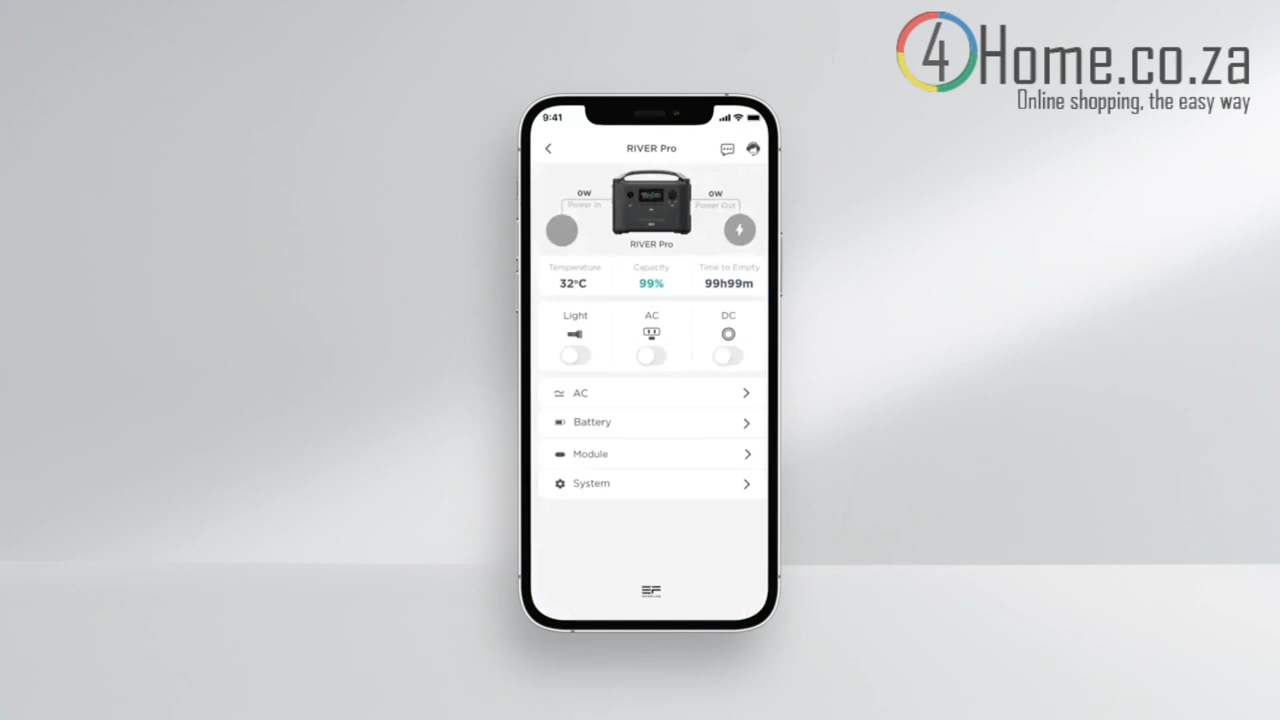 4Home.co.za
Online shopping, the easy way
9:41
RIVER Pro
0W
Power In
0W
Power Out
RIVER Pro
Temperature
Capacity
Time to Empty
32°C
99%
99h99m
Light
AC
DC
AC
Battery
Module
System
EF